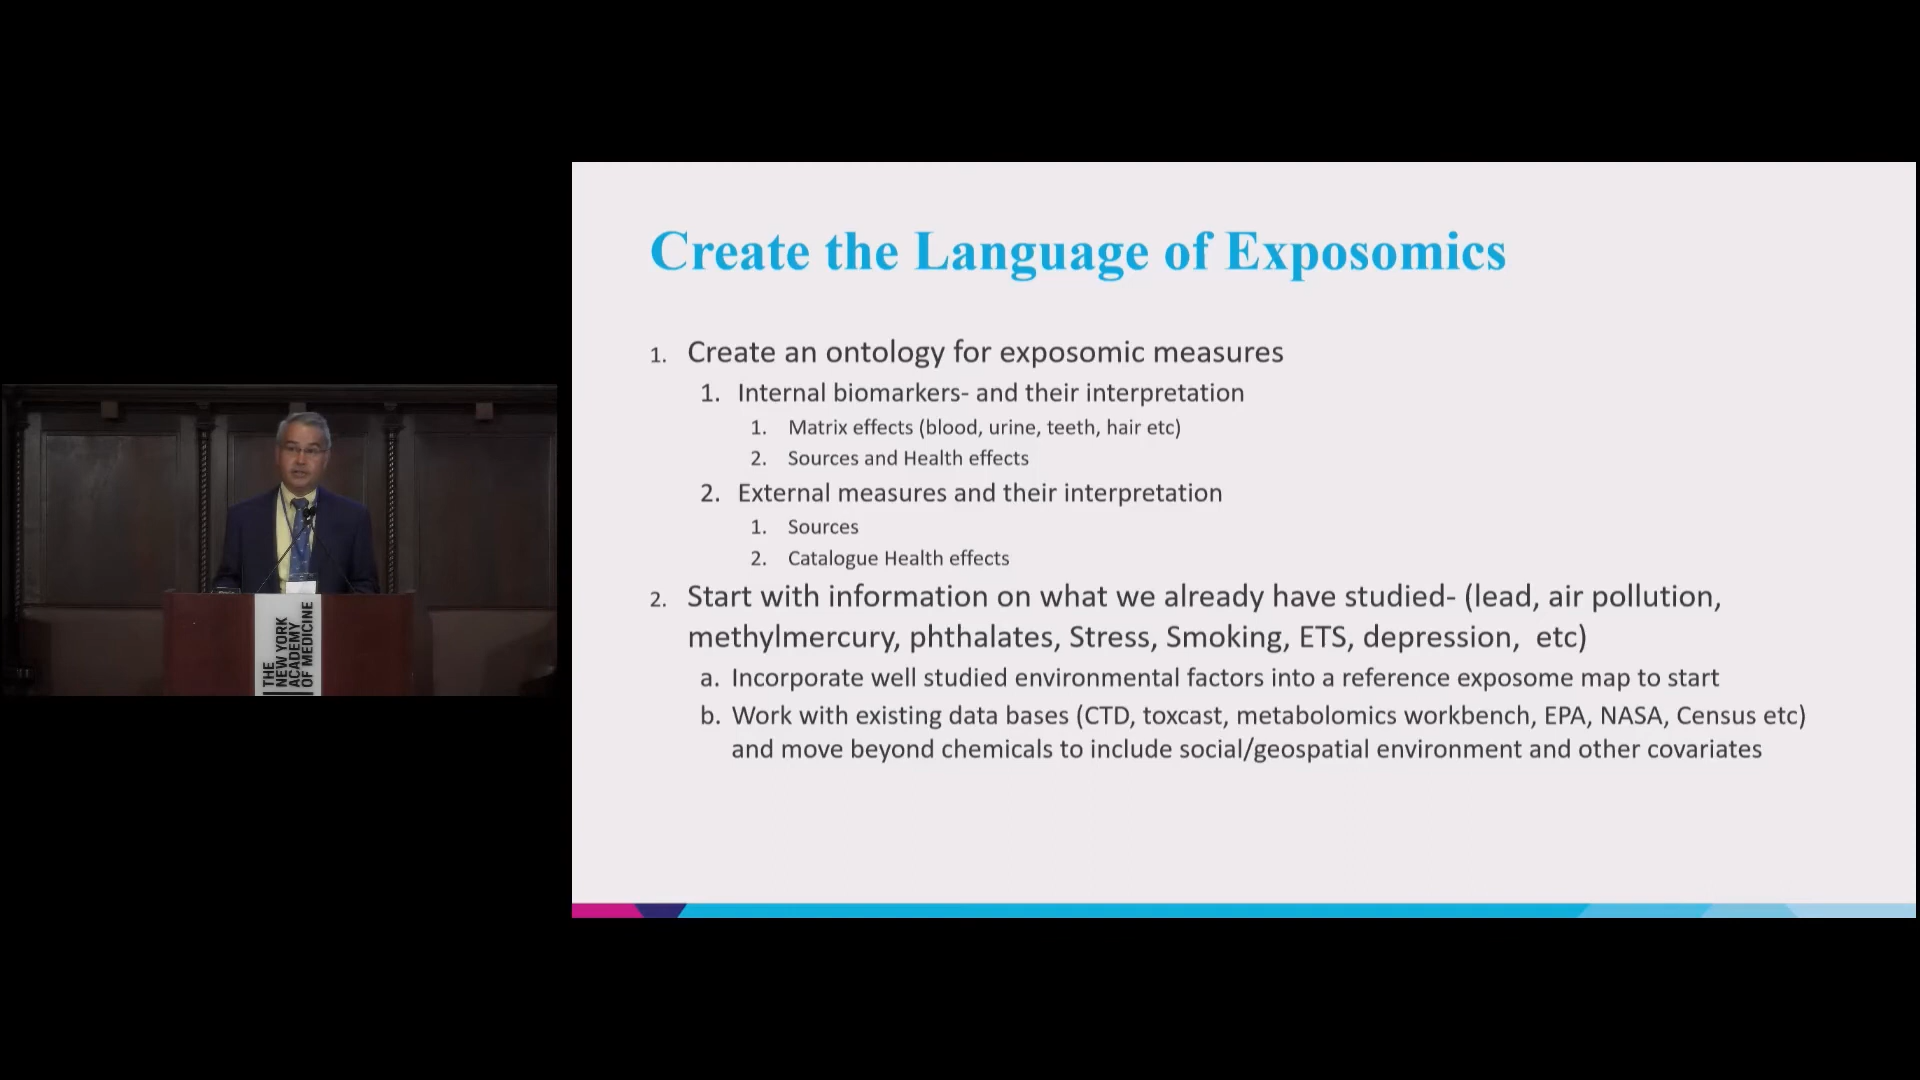 Create the Language of Exposomics
1. Create an ontology for exposomic measures
1. Internal biomarkers- and their interpretation
1. Matrix effects (blood, urine, teeth, hair etc)
2. Sources and Health effects
2. External measures and their interpretation
1. Sources
2. Catalogue Health effects
2. Start with information on what we already have studied- (lead, air pollution,
methylmercury, phthalates, Stress, Smoking, ETS, depression, etc)
a. Incorporate well studied environmental factors into a reference exposome map to start
b. Work with existing data bases (CTD, toxcast, metabolomics workbench, EPA, NASA, Census etc)
and move beyond chemicals to include social/geospatial environment and other covariates
THE
NEW YORK
ACADEMY
OF MEDICINE